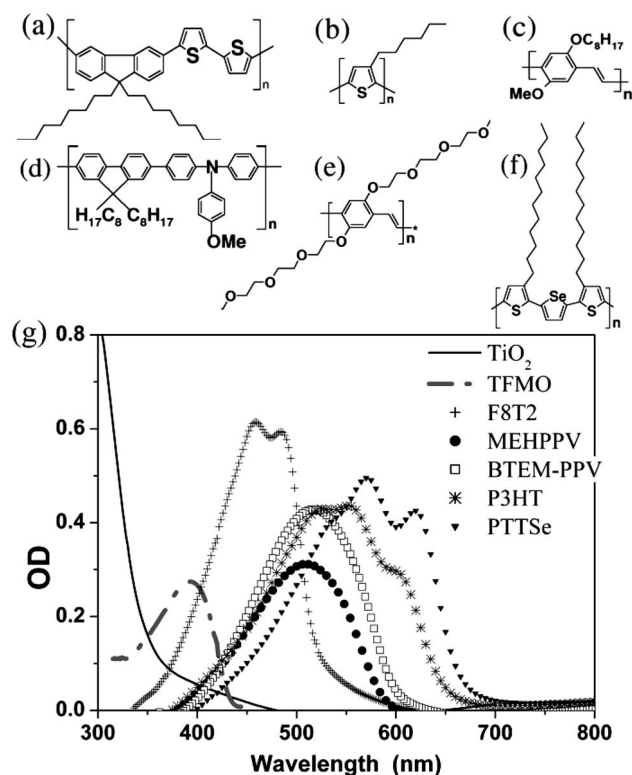 (a)
S
S
n
(b)
S
n
(c)
OC₈H₁₇
MeO
n
(d)
N
H₁₇C₈ C₈H₁₇
OMe
n
(e)
O O O O
O
n *
O
O
O
O
(f)
Se
S S
n
(g)
0.8
0.6
0.4
0.2
0.0
OD
TiO₂
TFMO
F8T2
MEHPPV
BTEM-PPV
P3HT
PTTSe
300 400 500 600 700 800
Wavelength (nm)